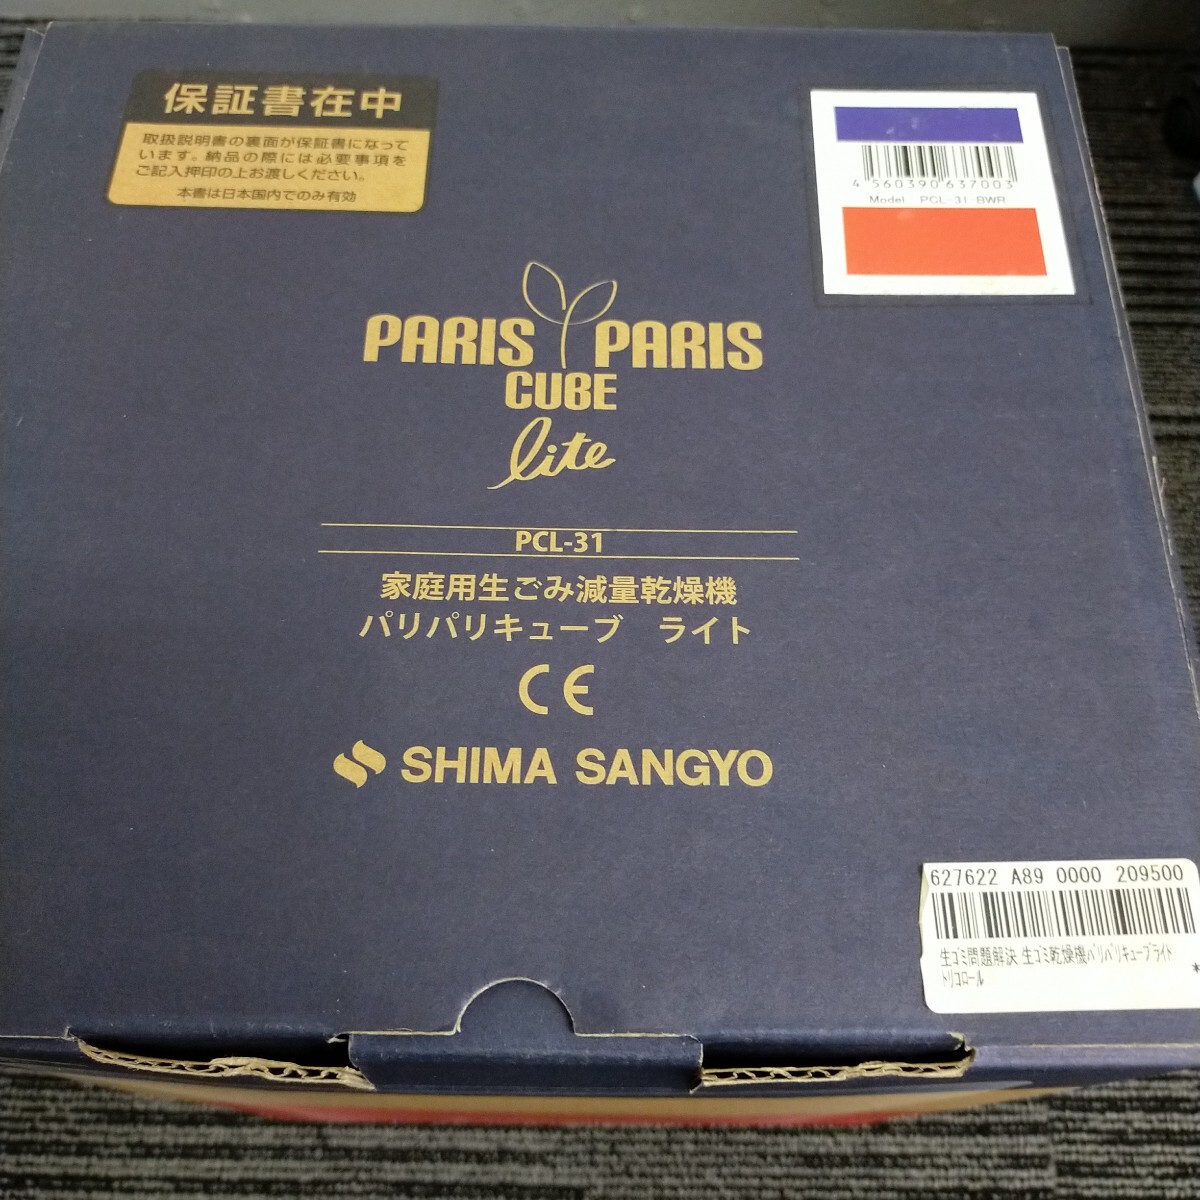 保証書在中
取扱説明書の裏面が保証書になって
います。納品の際には必要事項を
ご記入押印の上お渡しください。
本書は日本国内でのみ有効
4 560390 637003
Model PCL-31 BWR
PARIS PARIS
CUBE
lite
PCL-31
家庭用生ごみ減量乾燥機
パリパリキューブ ライト
CE
SHIMA SANGYO
627622 A89 0000 209500
生ｺﾞﾐ問題解決 生ｺﾞﾐ乾燥機ﾊﾟﾘﾊﾟﾘｷｭｰﾌﾞﾗｲﾄ
ﾄﾘｺﾛｰﾙ *